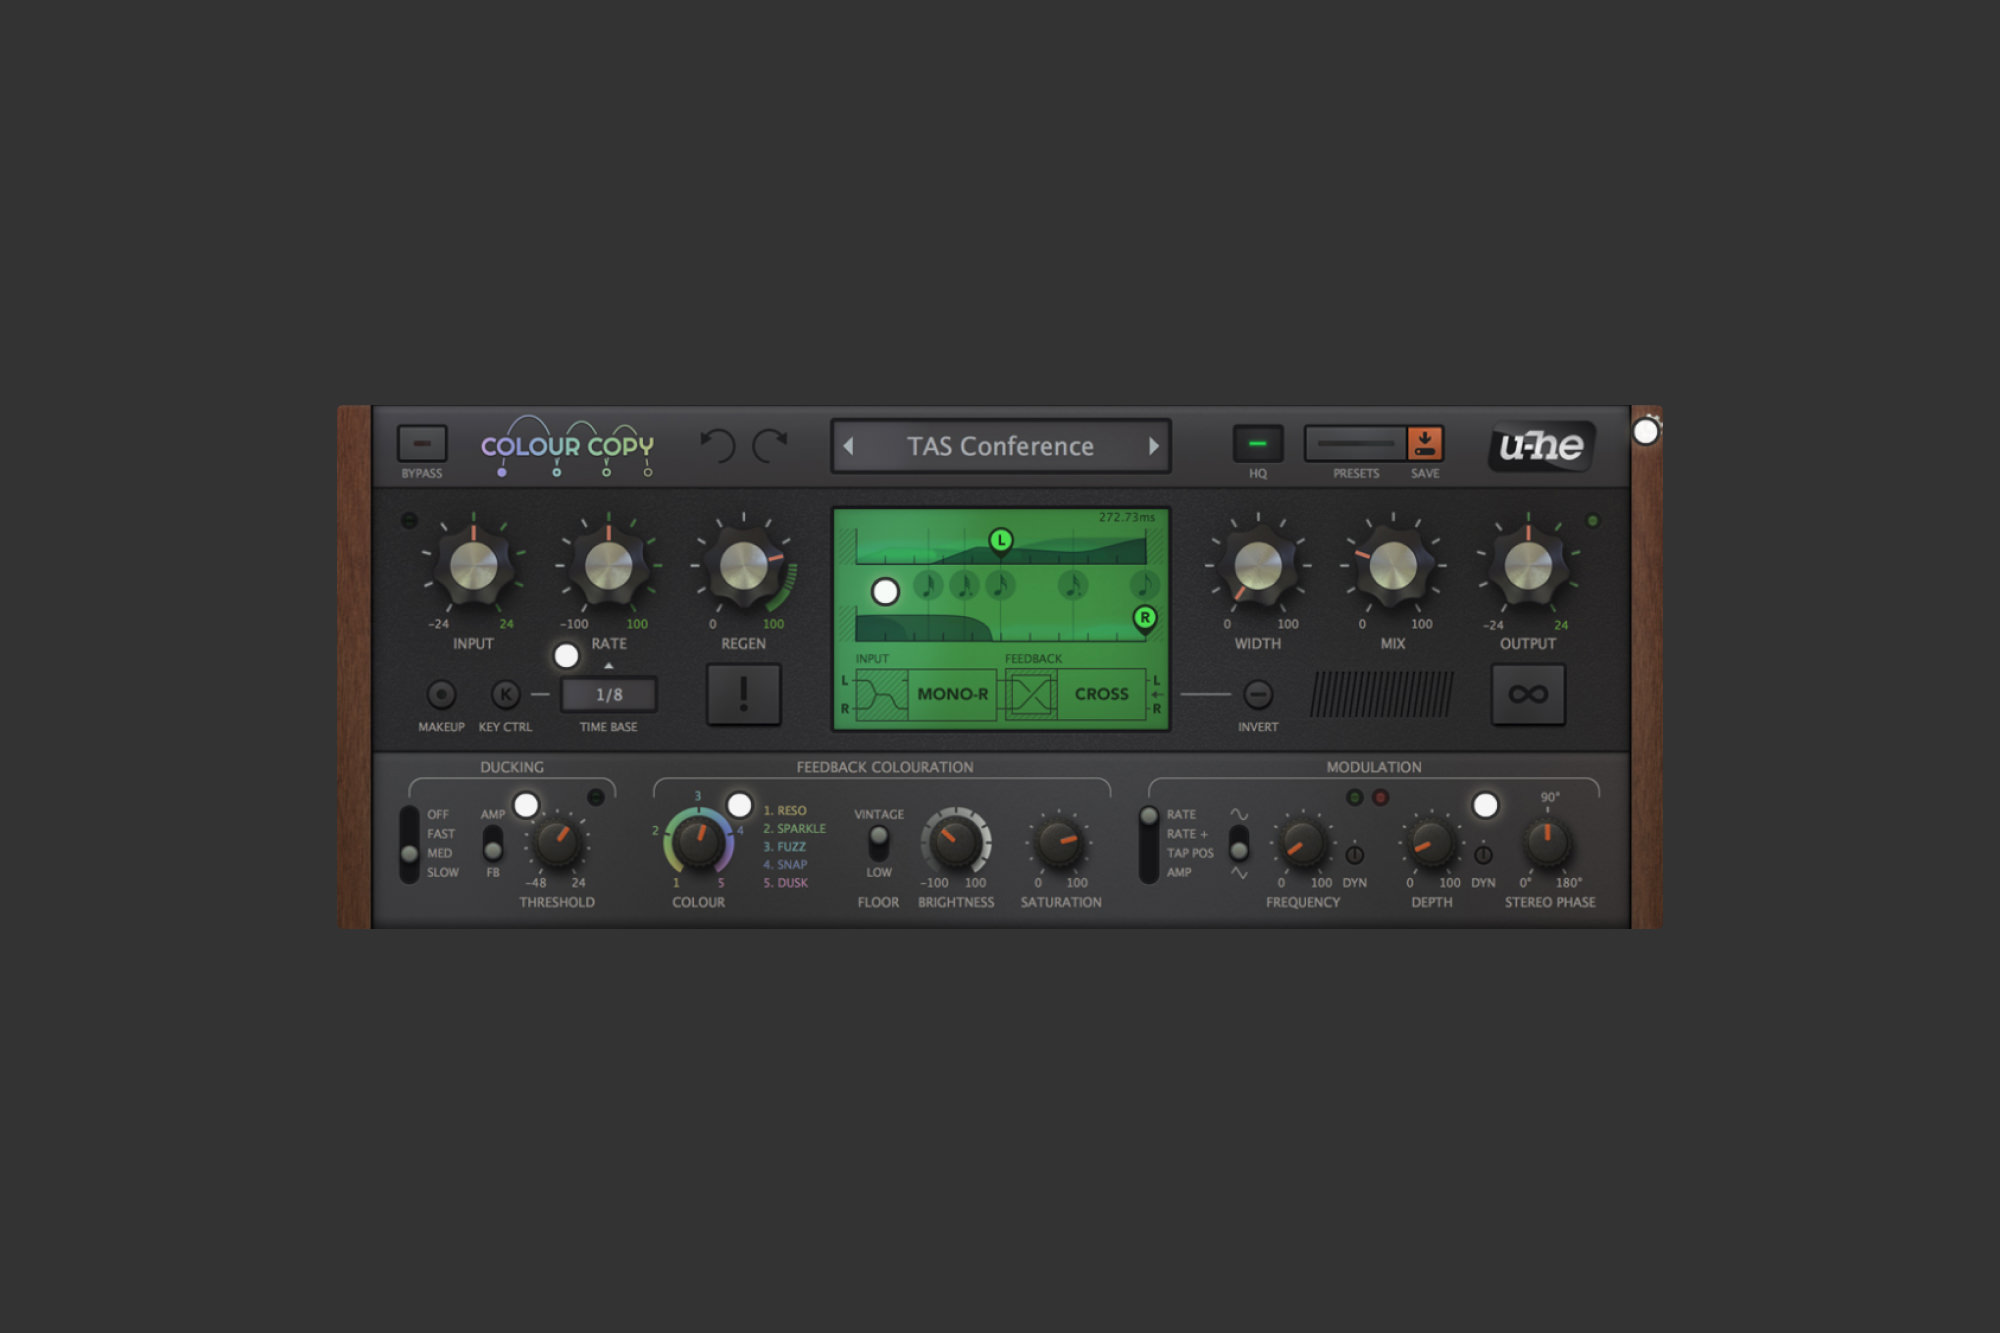 BYPASS
COLOUR COPY
TAS Conference
HQ
PRESETS
SAVE
u-he
-24 24
INPUT
-100 100
RATE
0 100
REGEN
MAKEUP
K
KEY CTRL
1/8
TIME BASE
!
272.73ms
L
R
INPUT
FEEDBACK
L
R
MONO-R
CROSS
L
R
0 100
WIDTH
0 100
MIX
-24 24
OUTPUT
INVERT
∞
DUCKING
OFF
FAST
MED
SLOW
AMP
FB
-48 24
THRESHOLD
FEEDBACK COLOURATION
1
2
3
4
5
COLOUR
1. RESO
2. SPARKLE
3. FUZZ
4. SNAP
5. DUSK
VINTAGE
LOW
FLOOR
-100 100
BRIGHTNESS
0 100
SATURATION
MODULATION
RATE
RATE +
TAP POS
AMP
0 100
FREQUENCY
DYN
0 100
DEPTH
DYN
90°
0° 180°
STEREO PHASE